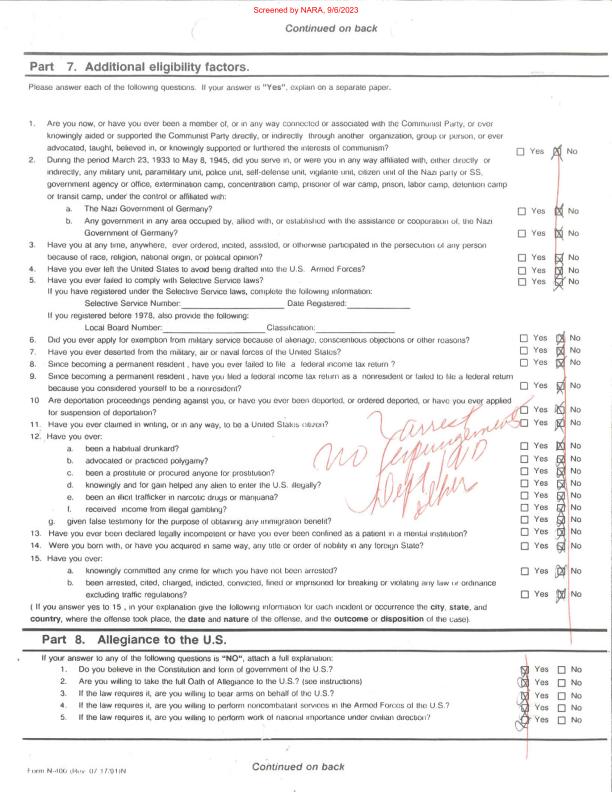 Screened by NARA, 9/6/2023
Continued on back
Part 7. Additional eligibility factors.
Please answer each of the following questions. If your answer is "Yes", explain on a separate paper.
1. Are you now, or have you ever been a member of, or in any way connected or associated with the Communist Party, or ever
knowingly aided or supported the Communist Party directly, or indirectly through another organization, group or person, or ever
advocated, taught, believed in, or knowingly supported or furthered the interests of communism? Yes No
2. During the period March 23, 1933 to May 8, 1945, did you serve in, or were you in any way affiliated with, either directly or
indirectly, any military unit, paramilitary unit, police unit, self-defense unit, vigilante unit, citizen unit of the Nazi party or SS,
government agency or office, extermination camp, concentration camp, prisoner of war camp, prison, labor camp, detention camp
or transit camp, under the control or affiliated with:
a. The Nazi Government of Germany? Yes No
b. Any government in any area occupied by, allied with, or established with the assistance or cooperation of, the Nazi
Government of Germany? Yes No
3. Have you at any time, anywhere, ever ordered, incited, assisted, or otherwise participated in the persecution of any person
because of race, religion, national origin, or political opinion? Yes No
4. Have you ever left the United States to avoid being drafted into the U.S. Armed Forces? Yes No
5. Have you ever failed to comply with Selective Service laws? Yes No
If you have registered under the Selective Service laws, complete the following information:
Selective Service Number: Date Registered:
If you registered before 1978, also provide the following:
Local Board Number: Classification:
6. Did you ever apply for exemption from military service because of alienage, conscientious objections or other reasons? Yes No
7. Have you ever deserted from the military, air or naval forces of the United States? Yes No
8. Since becoming a permanent resident , have you ever failed to file a federal income tax return ? Yes No
9. Since becoming a permanent resident , have you filed a federal income tax return as a nonresident or failed to file a federal return
because you considered yourself to be a nonresident? Yes No
10 Are deportation proceedings pending against you, or have you ever been deported, or ordered deported, or have you ever applied
for suspension of deportation? Yes No
11. Have you ever claimed in writing, or in any way, to be a United States citizen? Yes No
12. Have you ever:
a. been a habitual drunkard? Yes No
b. advocated or practiced polygamy? Yes No
c. been a prostitute or procured anyone for prostitution? Yes No
d. knowingly and for gain helped any alien to enter the U.S. illegally? Yes No
e. been an illicit trafficker in narcotic drugs or marijuana? Yes No
f. received income from illegal gambling? Yes No
g. given false testimony for the purpose of obtaining any immigration benefit? Yes No
no arrest
expungement
other
13. Have you ever been declared legally incompetent or have you ever been confined as a patient in a mental institution? Yes No
14. Were you born with, or have you acquired in same way, any title or order of nobility in any foreign State? Yes No
15. Have you ever:
a. knowingly committed any crime for which you have not been arrested? Yes No
b. been arrested, cited, charged, indicted, convicted, fined or imprisoned for breaking or violating any law or ordinance
excluding traffic regulations? Yes No
( If you answer yes to 15 , in your explanation give the following information for each incident or occurrence the city, state, and
country, where the offense took place, the date and nature of the offense, and the outcome or disposition of the case).
Part 8. Allegiance to the U.S.
If your answer to any of the following questions is "NO", attach a full explanation:
1. Do you believe in the Constitution and form of government of the U.S.? Yes No
2. Are you willing to take the full Oath of Allegiance to the U.S.? (see instructions) Yes No
3. If the law requires it, are you willing to bear arms on behalf of the U.S.? Yes No
4. If the law requires it, are you willing to perform noncombatant services in the Armed Forces of the U.S.? Yes No
5. If the law requires it, are you willing to perform work of national importance under civilian direction? Yes No
Form N-400 (Rev. 07/17/91)N
Continued on back